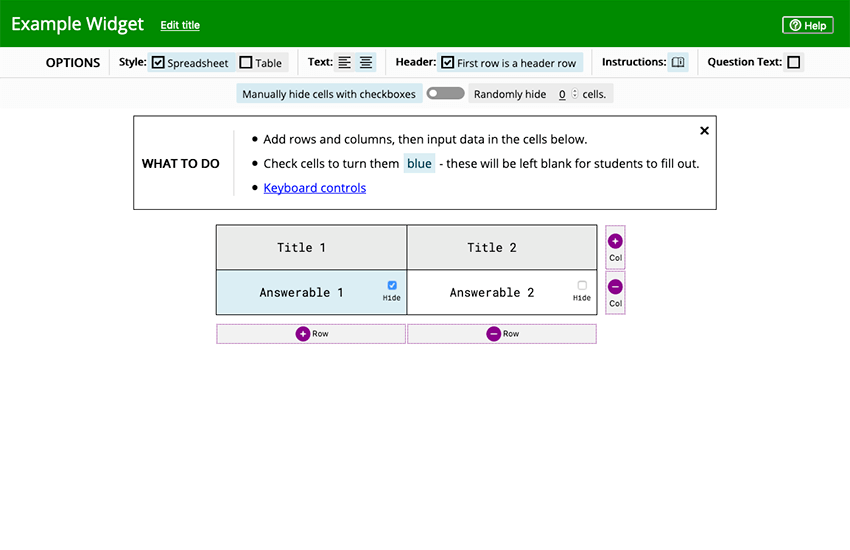 Example Widget Edit title Help
OPTIONS Style: Spreadsheet Table Text: Header: First row is a header row Instructions: Question Text:
Manually hide cells with checkboxes Randomly hide 0 cells.
WHAT TO DO
Add rows and columns, then input data in the cells below.
Check cells to turn them blue - these will be left blank for students to fill out.
Keyboard controls
Title 1 Title 2
Col
Answerable 1 Hide Answerable 2 Hide
Col
Row Row